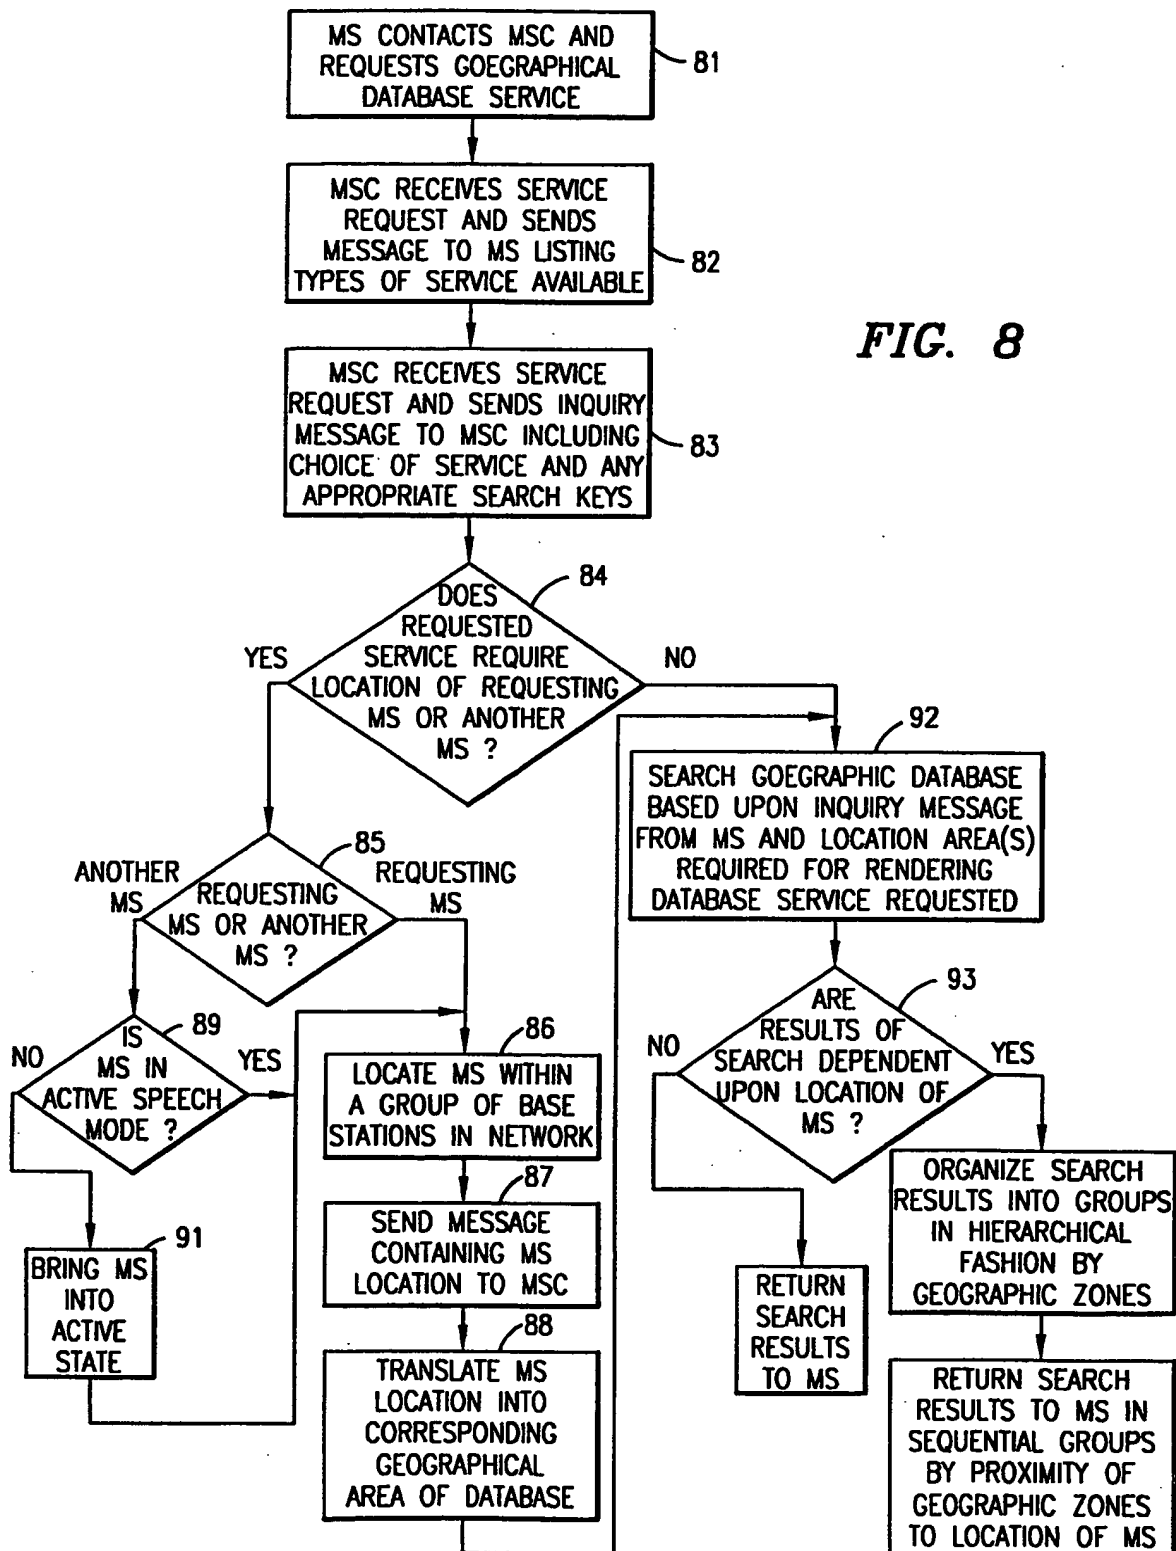 MS CONTACTS MSC AND
REQUESTS GOEGRAPHICAL
DATABASE SERVICE
81
MSC RECEIVES SERVICE
REQUEST AND SENDS
MESSAGE TO MS LISTING
TYPES OF SERVICE AVAILABLE
82
FIG. 8
MSC RECEIVES SERVICE
REQUEST AND SENDS INQUIRY
MESSAGE TO MSC INCLUDING
CHOICE OF SERVICE AND ANY
APPROPRIATE SEARCH KEYS
83
84
DOES
REQUESTED
SERVICE REQUIRE
LOCATION OF REQUESTING
MS OR ANOTHER
MS ?
YES
NO
92
SEARCH GOEGRAPHIC DATABASE
BASED UPON INQUIRY MESSAGE
FROM MS AND LOCATION AREA(S)
REQUIRED FOR RENDERING
DATABASE SERVICE REQUESTED
85
ANOTHER
MS
REQUESTING
MS
REQUESTING
MS OR ANOTHER
MS ?
89
IS
MS IN
ACTIVE SPEECH
MODE ?
NO
YES
86
LOCATE MS WITHIN
A GROUP OF BASE
STATIONS IN NETWORK
93
ARE
RESULTS OF
SEARCH DEPENDENT
UPON LOCATION OF
MS ?
NO
YES
87
SEND MESSAGE
CONTAINING MS
LOCATION TO MSC
91
BRING MS
INTO
ACTIVE
STATE
88
TRANSLATE MS
LOCATION INTO
CORRESPONDING
GEOGRAPHICAL
AREA OF DATABASE
RETURN
SEARCH
RESULTS
TO MS
ORGANIZE SEARCH
RESULTS INTO GROUPS
IN HIERARCHICAL
FASHION BY
GEOGRAPHIC ZONES
RETURN SEARCH
RESULTS TO MS IN
SEQUENTIAL GROUPS
BY PROXIMITY OF
GEOGRAPHIC ZONES
TO LOCATION OF MS